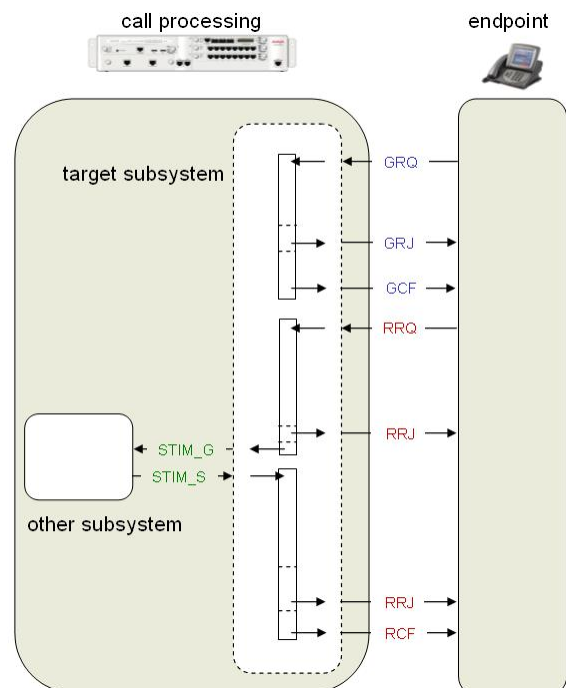 call processing
endpoint
target subsystem
GRQ
GRJ
GCF
RRQ
RRJ
STIM_G
STIM_S
other subsystem
RRJ
RCF